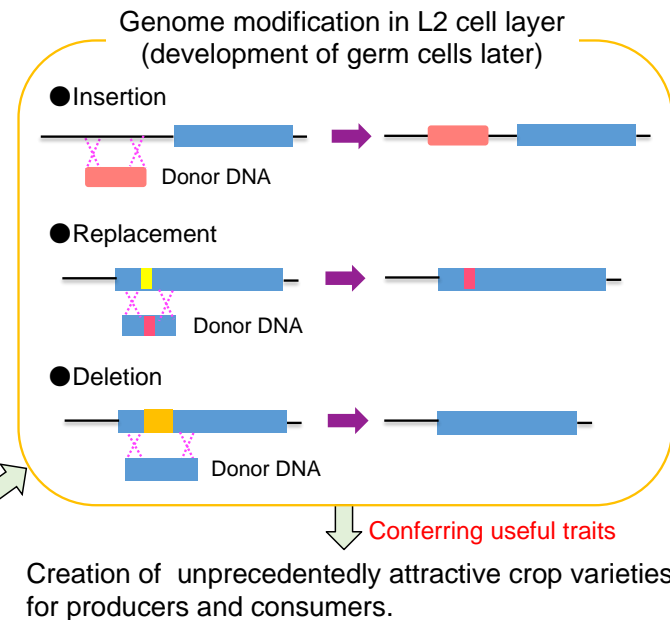 Genome modification in L2 cell layer
(development of germ cells later)
●Insertion
Donor DNA
●Replacement
Donor DNA
●Deletion
Donor DNA
Conferring useful traits
Creation of  unprecedentedly attractive crop varieties
for producers and consumers.